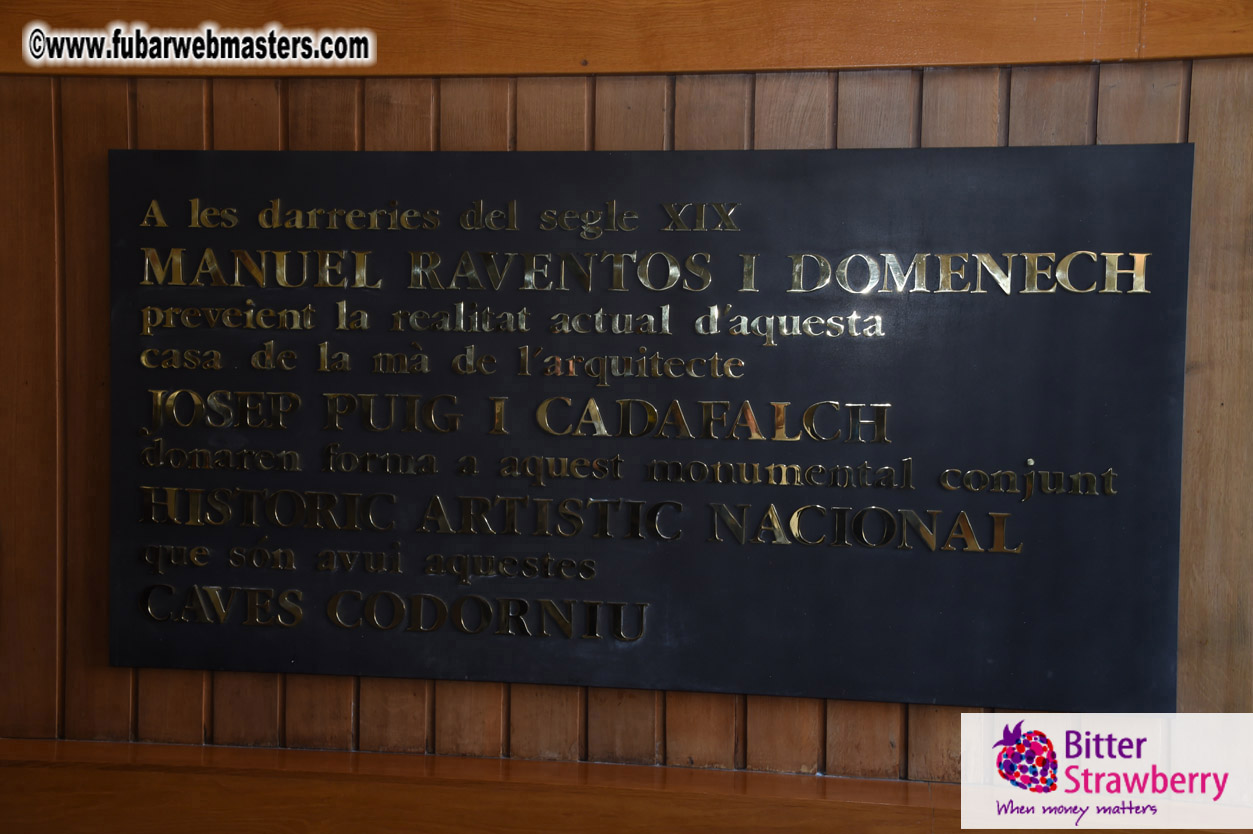 ©www.fubarwebmasters.com
A les darreries del segle XIX
MANUEL RAVENTOS I DOMENECH
preveient la realitat actual d'aquesta
casa de la mà de l'arquitecte
JOSEP PUIG I CADAFALCH
donaren forma a aquest monumental conjunt
HISTORIC ARTISTIC NACIONAL
que són avui aquestes
CAVES CODORNIU
Bitter
Strawberry
When money matters